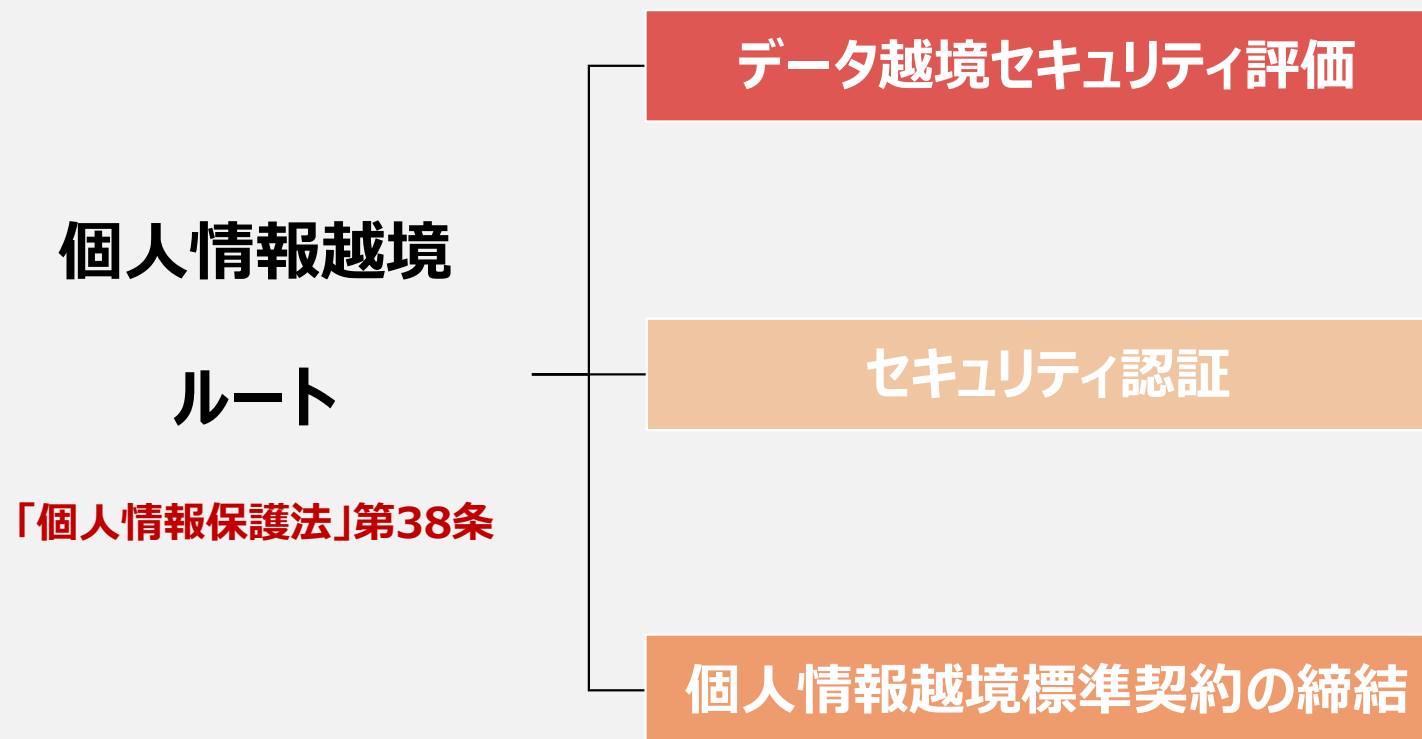 個人情報越境
ルート
「個人情報保護法」第38条
データ越境セキュリティ評価
セキュリティ認証
個人情報越境標準契約の締結